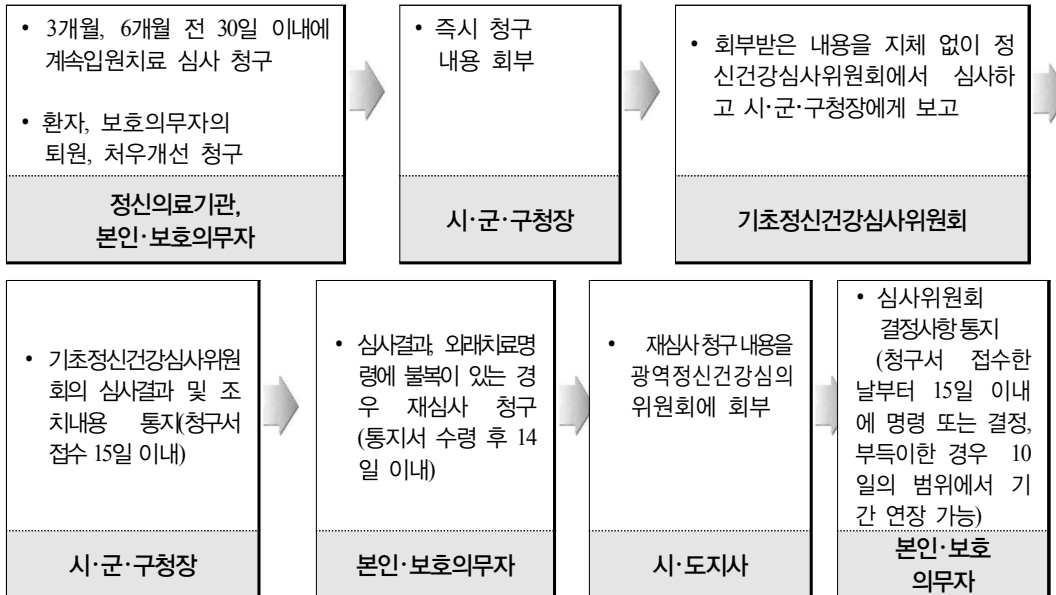 • 3개월, 6개월 전 30일 이내에
계속입원치료 심사 청구
• 환자, 보호의무자의
퇴원, 처우개선 청구
정신의료기관,
본인·보호의무자
• 즉시 청구
내용 회부
시·군·구청장
• 회부받은 내용을 지체 없이 정
신건강심사위원회에서 심사하
고 시·군·구청장에게 보고
기초정신건강심사위원회
• 기초정신건강심사위원
회의 심사결과 및 조
치내용 통지(청구서
접수 15일 이내)
시·군·구청장
• 심사결과, 외래치료명
령에 불복이 있는 경
우 재심사 청구
(통지서 수령 후 14
일 이내)
본인·보호의무자
• 재심사 청구 내용을
광역정신건강심의
위원회에 회부
시·도지사
• 심사위원회
결정사항 통지
(청구서 접수한
날부터 15일 이내
에 명령 또는 결정,
부득이한 경우 10
일의 범위에서 기
간 연장 가능)
본인·보호
의무자